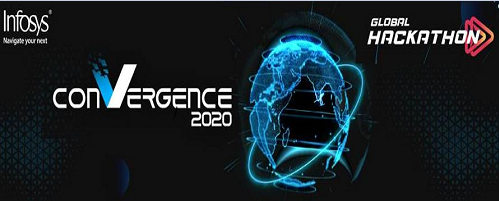 Infosys®
Navigate your next
GLOBAL
HACKATHON
CONVERGENCE
2020